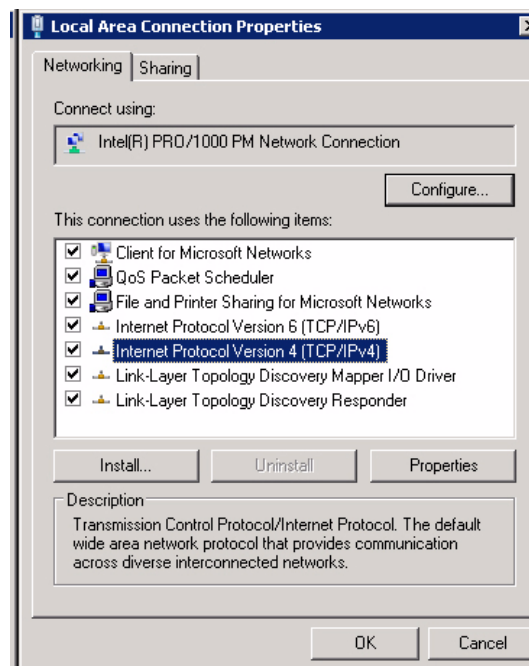 Local Area Connection Properties
Networking
Sharing
Connect using:
Intel(R) PRO/1000 PM Network Connection
Configure...
This connection uses the following items:
Client for Microsoft Networks
QoS Packet Scheduler
File and Printer Sharing for Microsoft Networks
Internet Protocol Version 6 (TCP/IPv6)
Internet Protocol Version 4 (TCP/IPv4)
Link-Layer Topology Discovery Mapper I/O Driver
Link-Layer Topology Discovery Responder
Install...
Uninstall
Properties
Description
Transmission Control Protocol/Internet Protocol. The default
wide area network protocol that provides communication
across diverse interconnected networks.
OK
Cancel